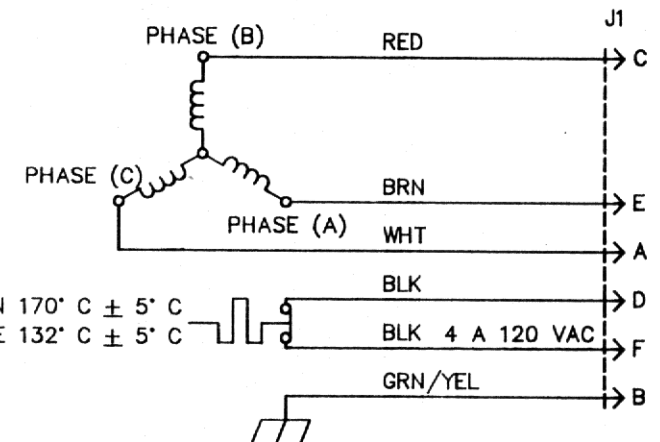 J1
PHASE (B)
RED
C
PHASE (C)
BRN
E
PHASE (A)
WHT
A
BLK
D
N 170° C ± 5° C
E 132° C ± 5° C
BLK 4 A 120 VAC
F
GRN/YEL
B